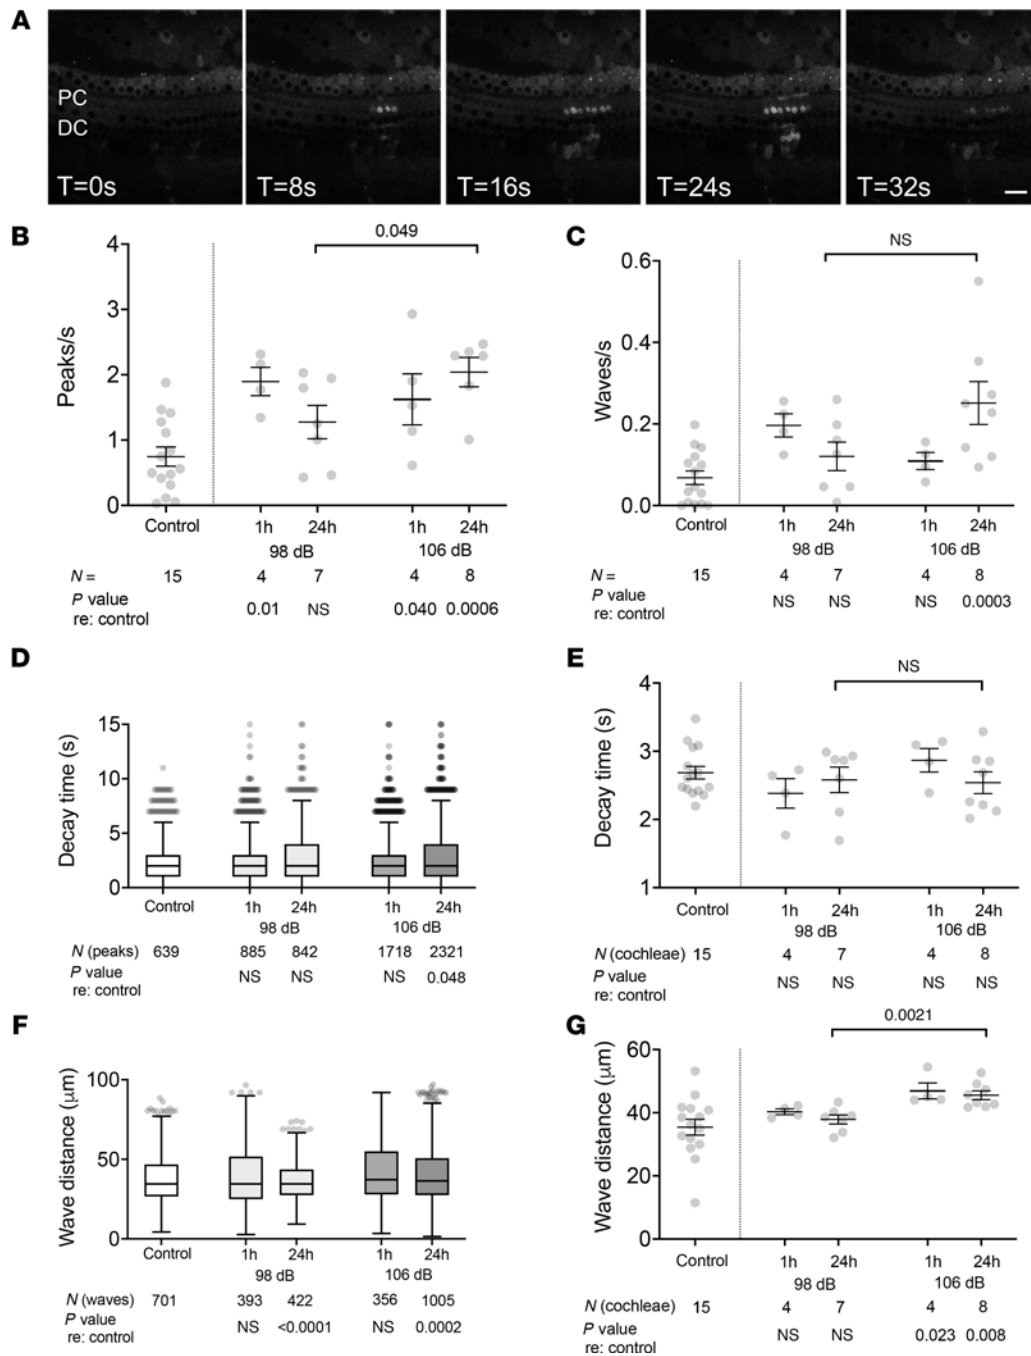 A
PC
DC
T=0s
T=8s
T=16s
T=24s
T=32s
B
0.049
4
3
2
1
0
Peaks/s
Control
1h
24h
1h
24h
98 dB
106 dB
N =
15
4
7
4
8
P value
re: control
0.01
NS
0.040
0.0006
C
NS
0.6
0.4
0.2
0.0
Waves/s
Control
1h
24h
1h
24h
98 dB
106 dB
N =
15
4
7
4
8
P value
re: control
NS
NS
NS
0.0003
D
15
10
5
0
Decay time (s)
Control
1h
24h
1h
24h
98 dB
106 dB
N (peaks)
639
885
842
1718
2321
P value
re: control
NS
NS
NS
0.048
E
NS
4
3
2
1
Decay time (s)
Control
1h
24h
1h
24h
98 dB
106 dB
N (cochleae)
15
4
7
4
8
P value
re: control
NS
NS
NS
NS
F
100
50
0
Wave distance (μm)
Control
1h
24h
1h
24h
98 dB
106 dB
N (waves)
701
393
422
356
1005
P value
re: control
NS
<0.0001
NS
0.0002
G
0.0021
60
40
20
0
Wave distance (μm)
Control
1h
24h
1h
24h
98 dB
106 dB
N (cochleae)
15
4
7
4
8
P value
re: control
NS
NS
0.023
0.008